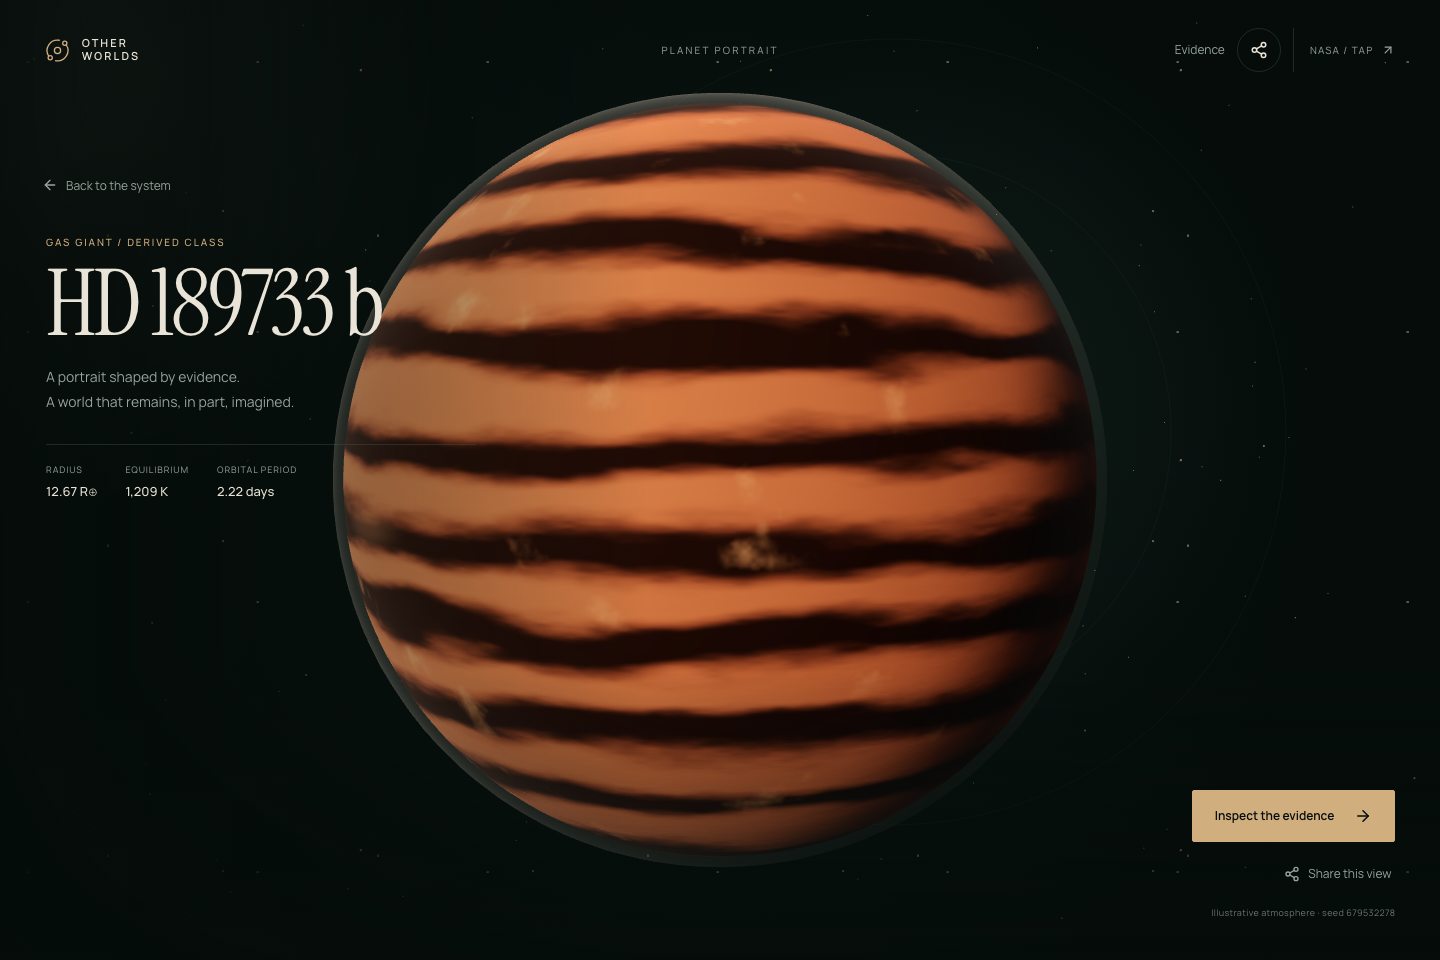 OTHER
WORLDS
PLANET PORTRAIT
Evidence
NASA / TAP
Back to the system
GAS GIANT / DERIVED CLASS
HD 189733 b
A portrait shaped by evidence.
A world that remains, in part, imagined.
RADIUS EQUILIBRIUM ORBITAL PERIOD
12.67 R⊕ 1,209 K 2.22 days
Inspect the evidence
Share this view
Illustrative atmosphere · seed 679532278